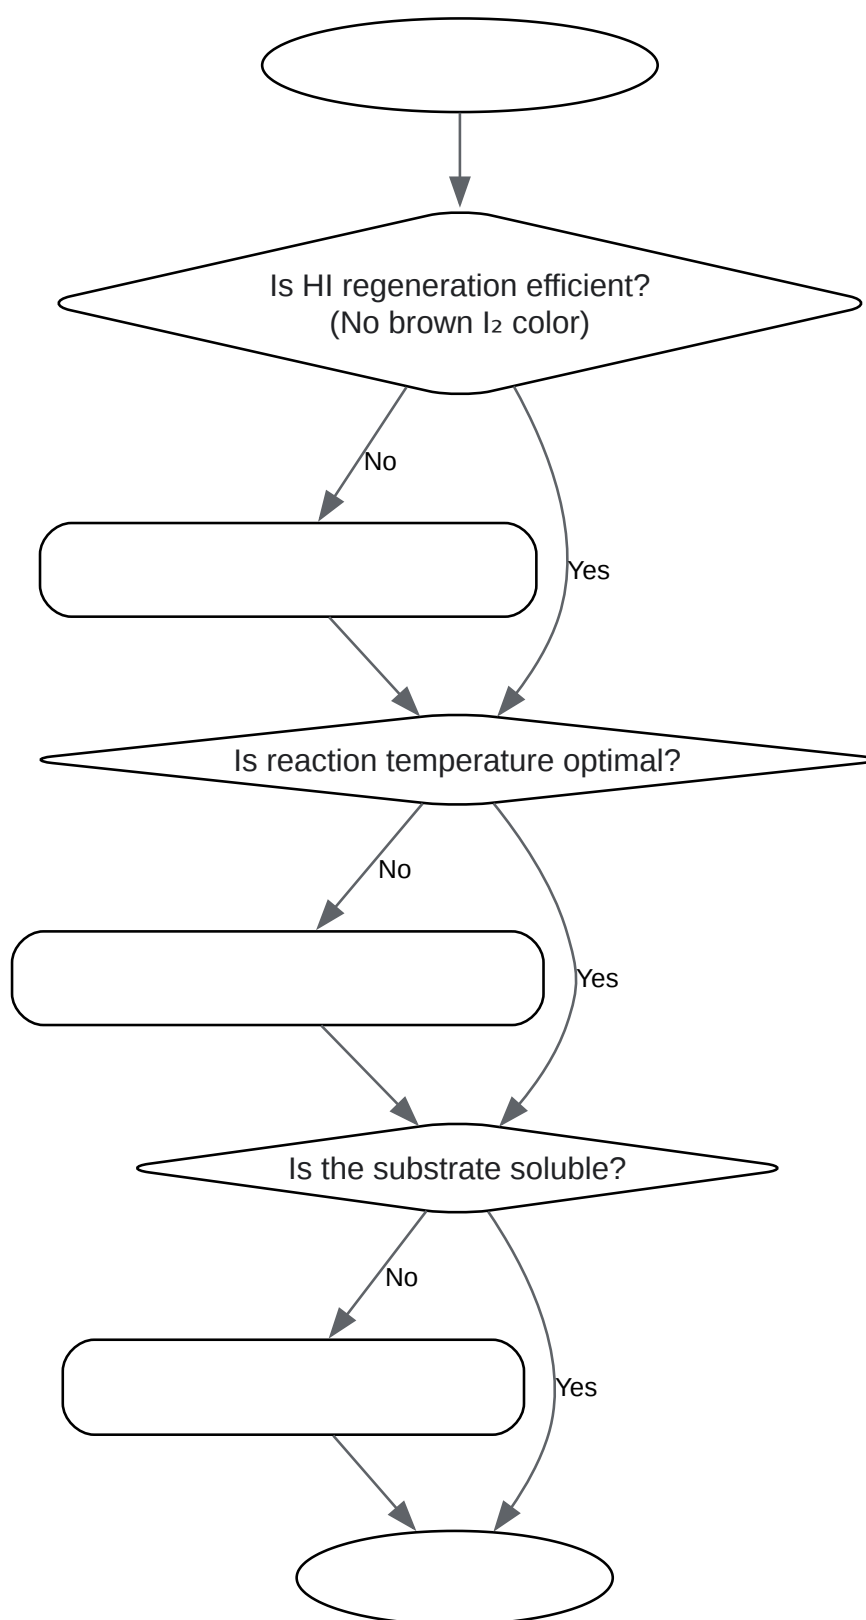 Is HI regeneration efficient?
(No brown I₂ color)
No
Yes
Is reaction temperature optimal?
No
Yes
Is the substrate soluble?
No
Yes